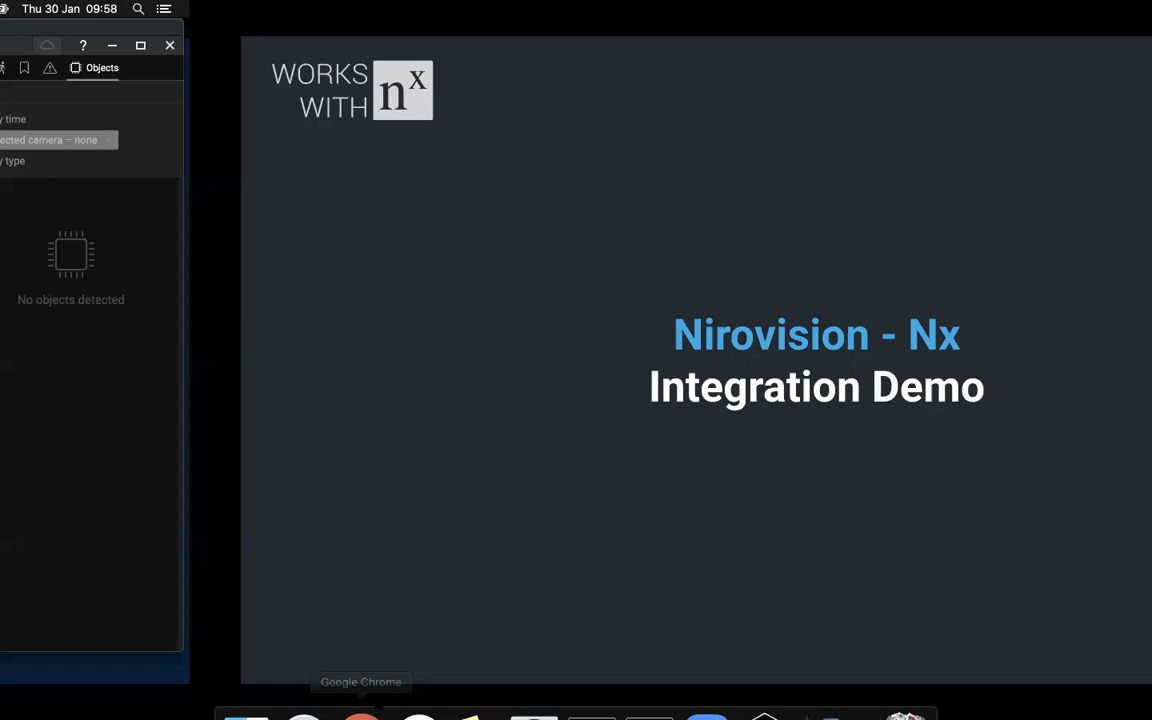 Thu 30 Jan 09:58
?
Objects
y time
ected camera – none
y type
No objects detected
WORKS
WITH
nx
Nirovision - Nx
Integration Demo
Google Chrome